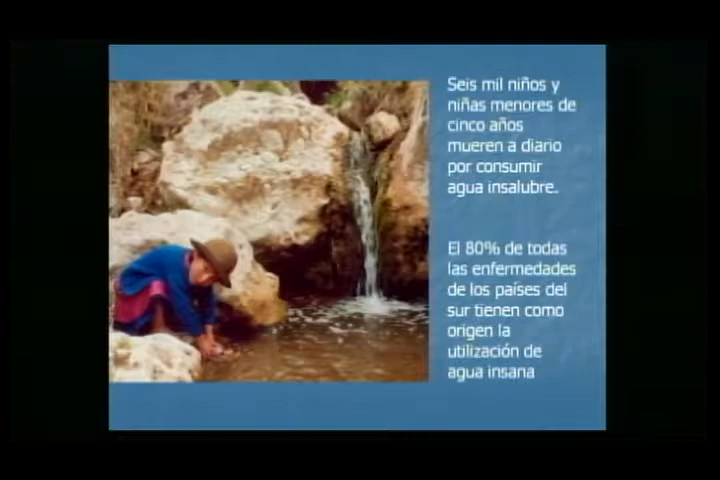 Seis mil niños y
niñas menores de
cinco años
mueren a diario
por consumir
agua insalubre.
El 80% de todas
las enfermedades
de los países del
sur tienen como
origen la
utilización de
agua insana